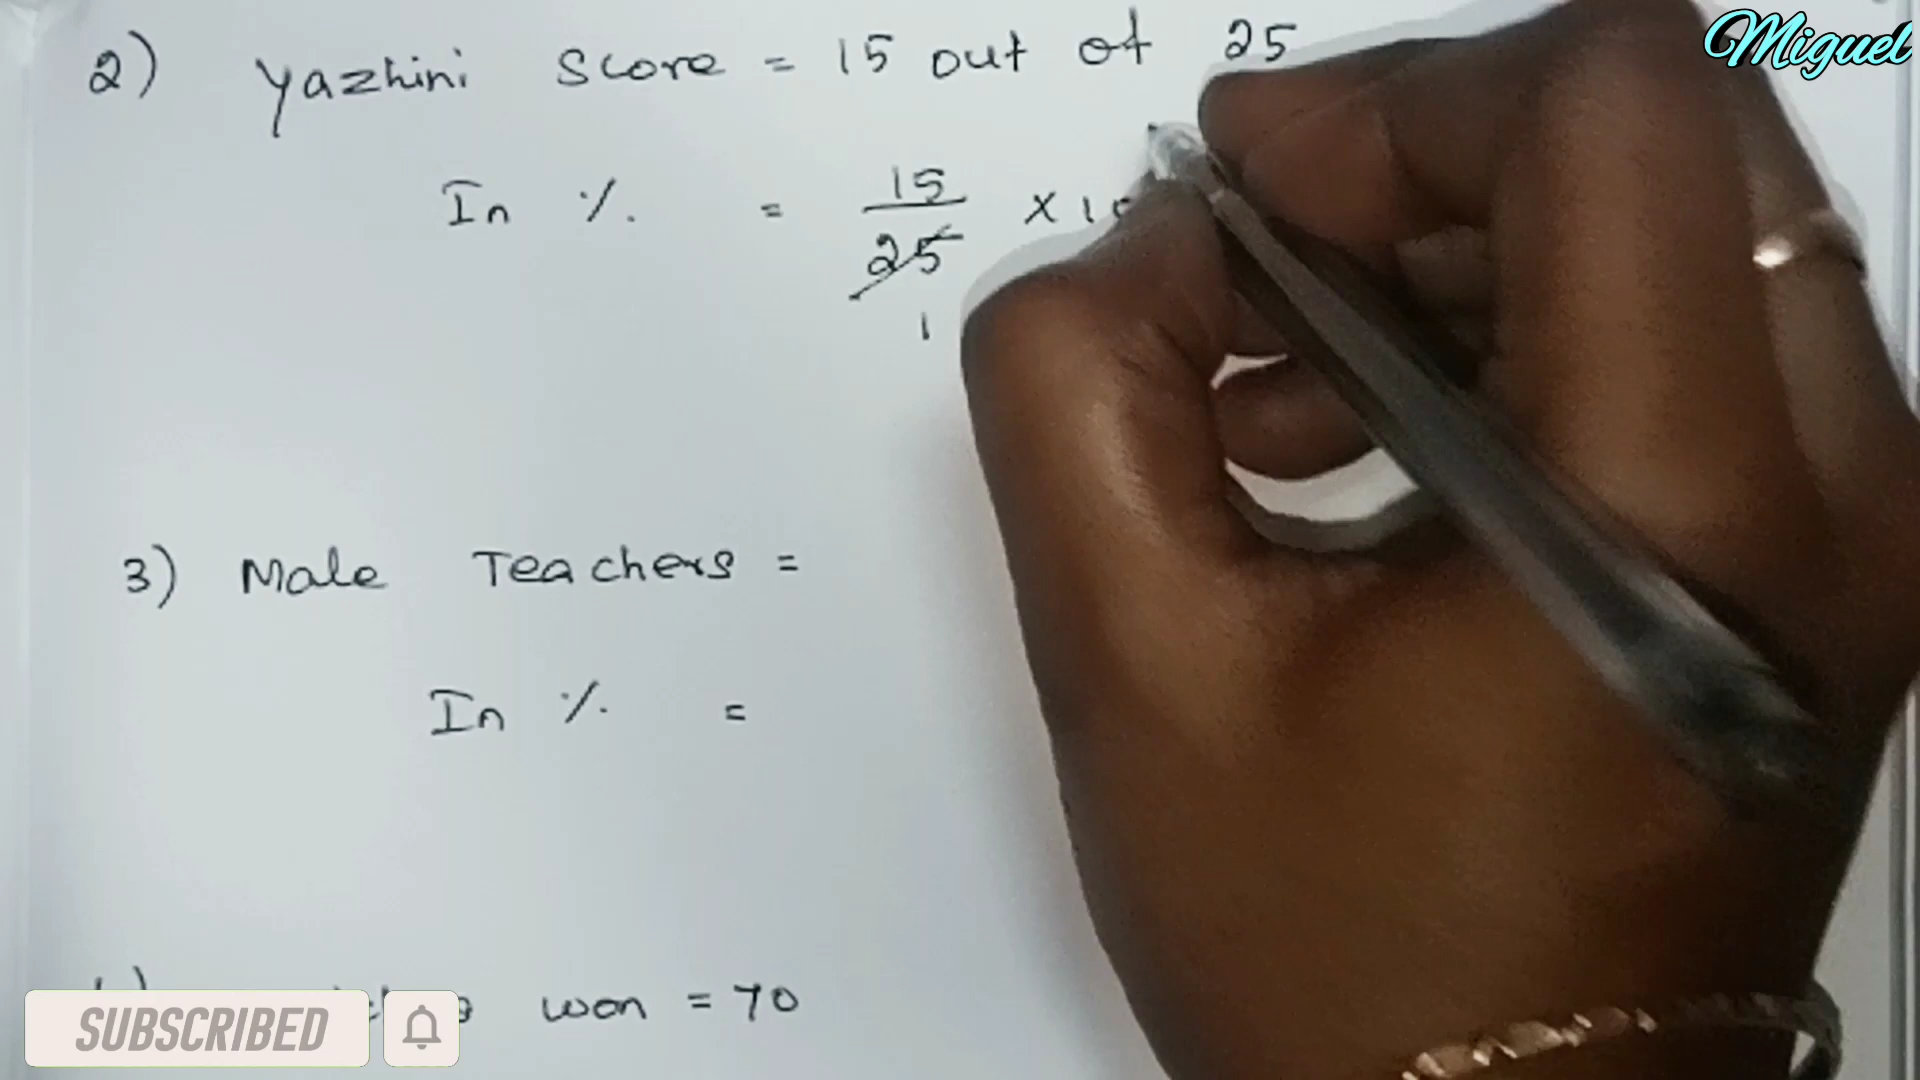 Miguel
2) Yazhini Score = 15 out of 25
In % = 15/25 × 10
1
3) Male Teachers =
In % =
won = 70
SUBSCRIBED